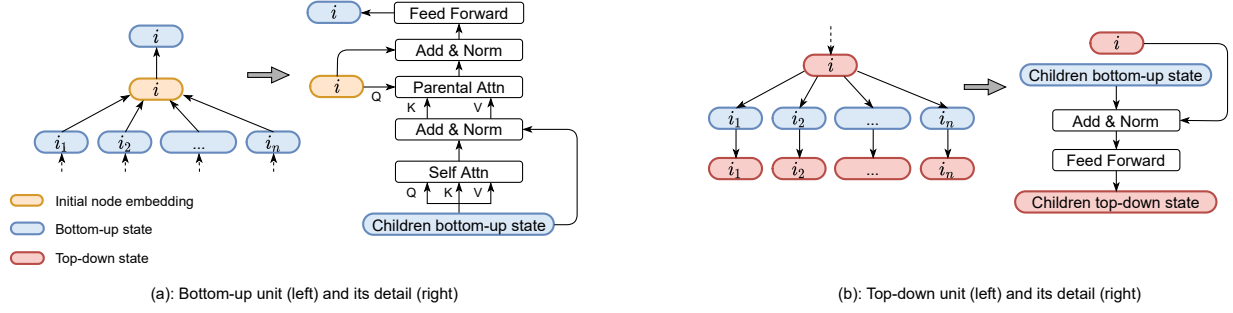 i
i
i₁
i₂
...
iₙ
Initial node embedding
Bottom-up state
Top-down state
i
Feed Forward
Add & Norm
i
Q
Parental Attn
K
V
Add & Norm
Self Attn
Q
K
V
Children bottom-up state
(a): Bottom-up unit (left) and its detail (right)
i
i₁
i₂
...
iₙ
i₁
i₂
...
iₙ
i
Children bottom-up state
Add & Norm
Feed Forward
Children top-down state
(b): Top-down unit (left) and its detail (right)